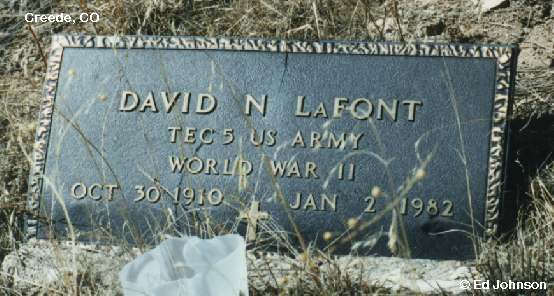 Creede, CO
DAVID N LAFONT
TEC 5 US ARMY
WORLD WAR II
OCT 30 1910 JAN 2 1982
© Ed Johnson